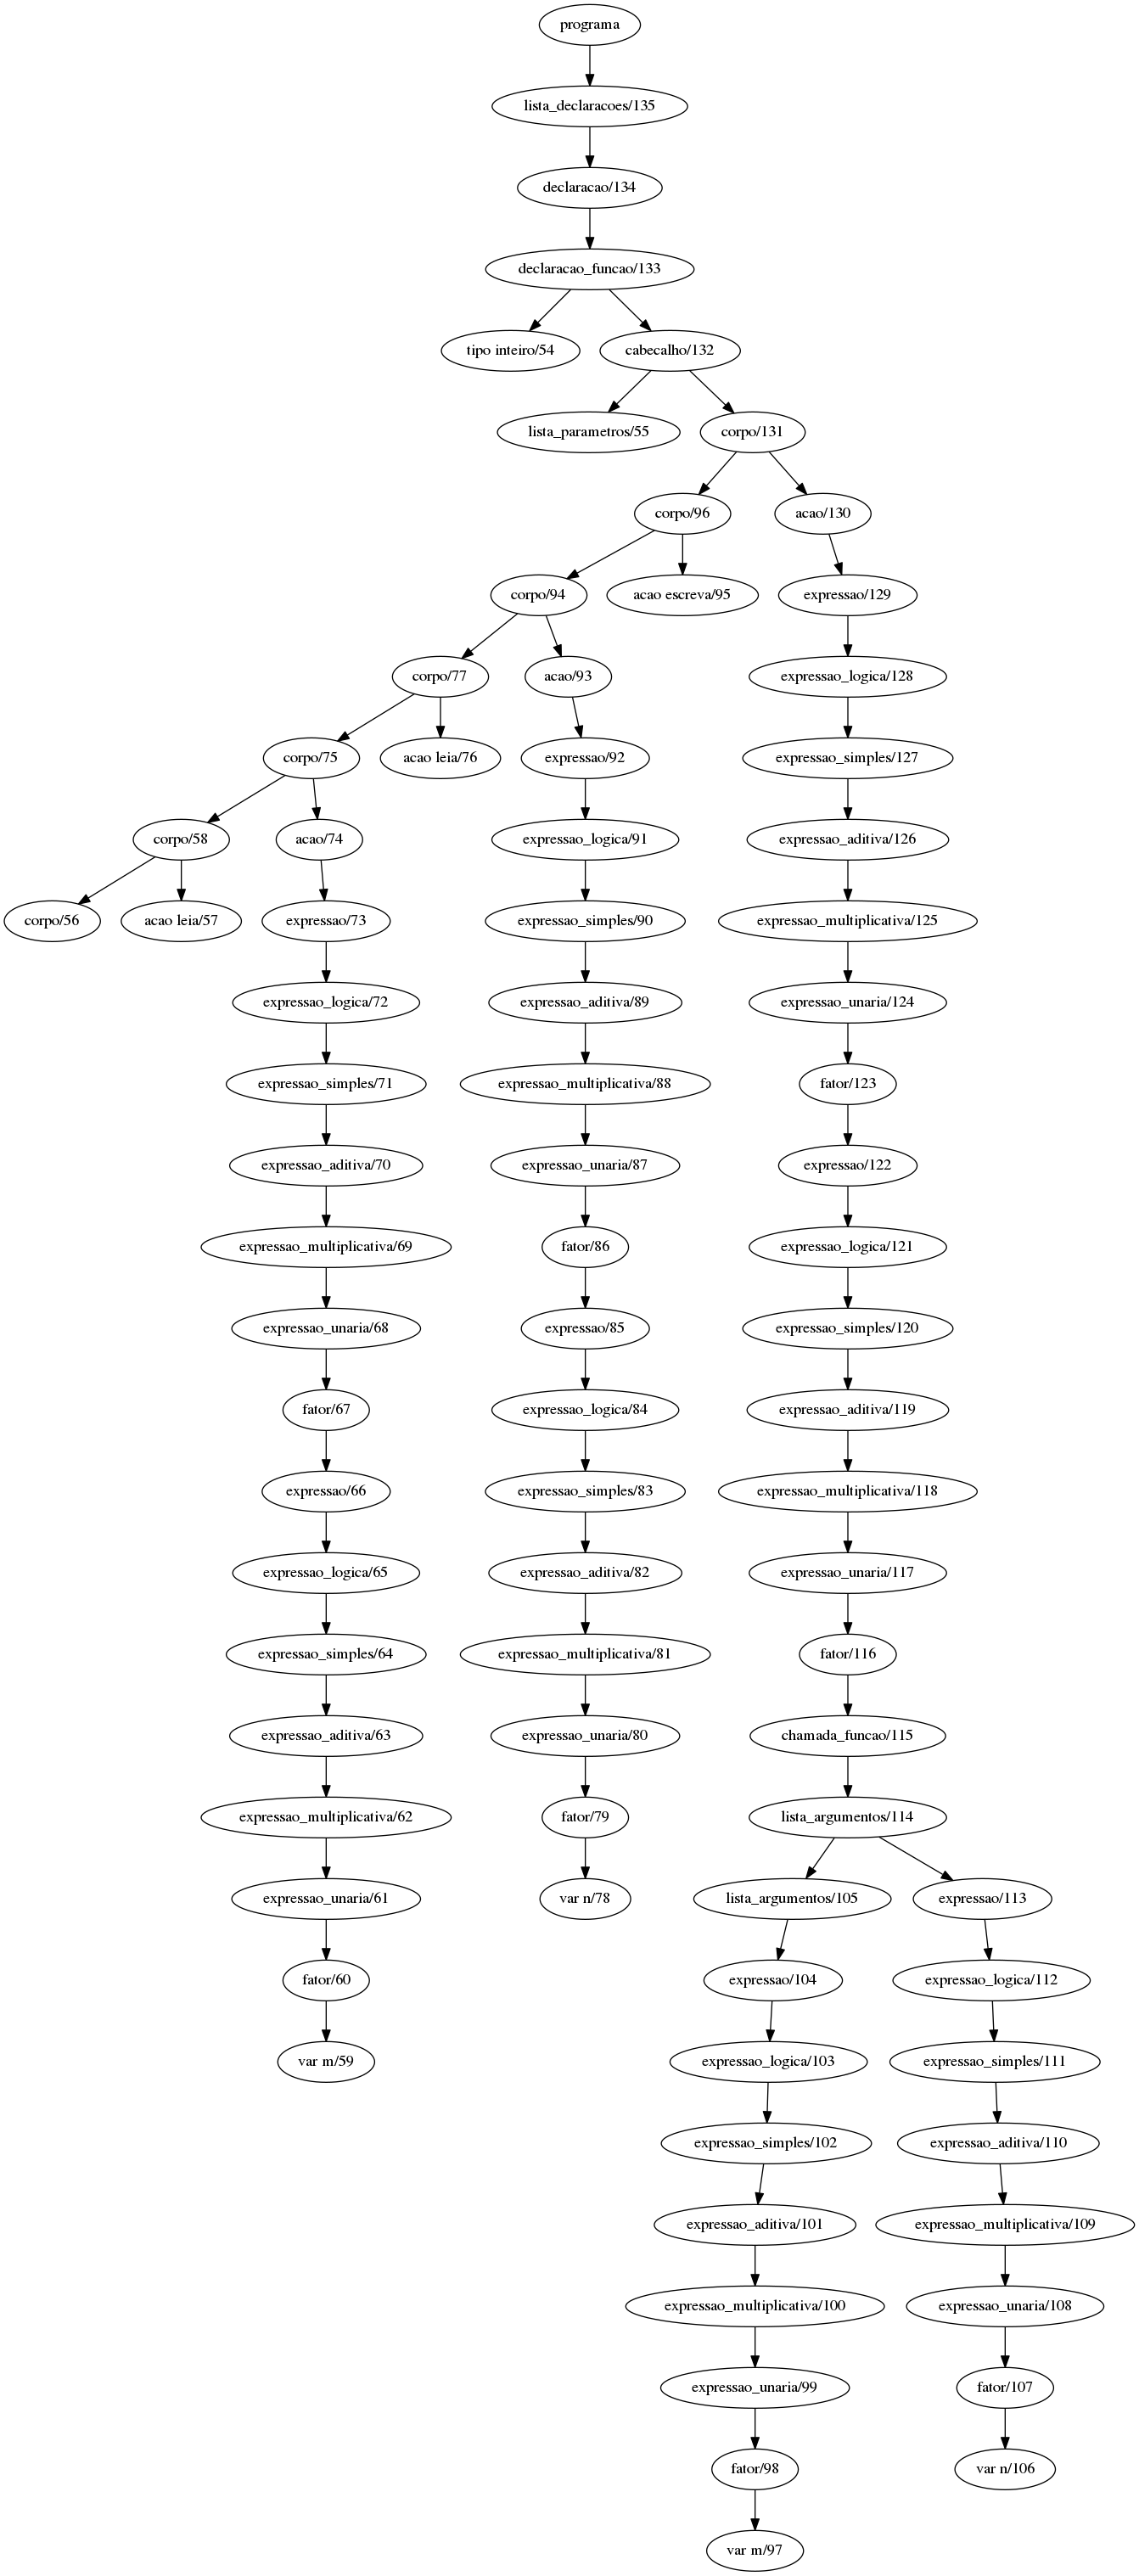 programa
lista_declaracoes/135
declaracao/134
declaracao_funcao/133
tipo inteiro/54
cabecalho/132
lista_parametros/55
corpo/131
corpo/96
acao/130
corpo/94
acao escreva/95
expressao/129
corpo/77
acao/93
expressao_logica/128
corpo/75
acao leia/76
expressao/92
expressao_simples/127
corpo/58
acao/74
expressao_logica/91
expressao_aditiva/126
corpo/56
acao leia/57
expressao/73
expressao_simples/90
expressao_multiplicativa/125
expressao_logica/72
expressao_aditiva/89
expressao_unaria/124
expressao_simples/71
expressao_multiplicativa/88
fator/123
expressao_aditiva/70
expressao_unaria/87
expressao/122
expressao_multiplicativa/69
fator/86
expressao_logica/121
expressao_unaria/68
expressao/85
expressao_simples/120
fator/67
expressao_logica/84
expressao_aditiva/119
expressao/66
expressao_simples/83
expressao_multiplicativa/118
expressao_logica/65
expressao_aditiva/82
expressao_unaria/117
expressao_simples/64
expressao_multiplicativa/81
fator/116
expressao_aditiva/63
expressao_unaria/80
chamada_funcao/115
expressao_multiplicativa/62
fator/79
lista_argumentos/114
expressao_unaria/61
var n/78
lista_argumentos/105
expressao/113
fator/60
expressao/104
expressao_logica/112
var m/59
expressao_logica/103
expressao_simples/111
expressao_simples/102
expressao_aditiva/110
expressao_aditiva/101
expressao_multiplicativa/109
expressao_multiplicativa/100
expressao_unaria/108
expressao_unaria/99
fator/107
fator/98
var n/106
var m/97